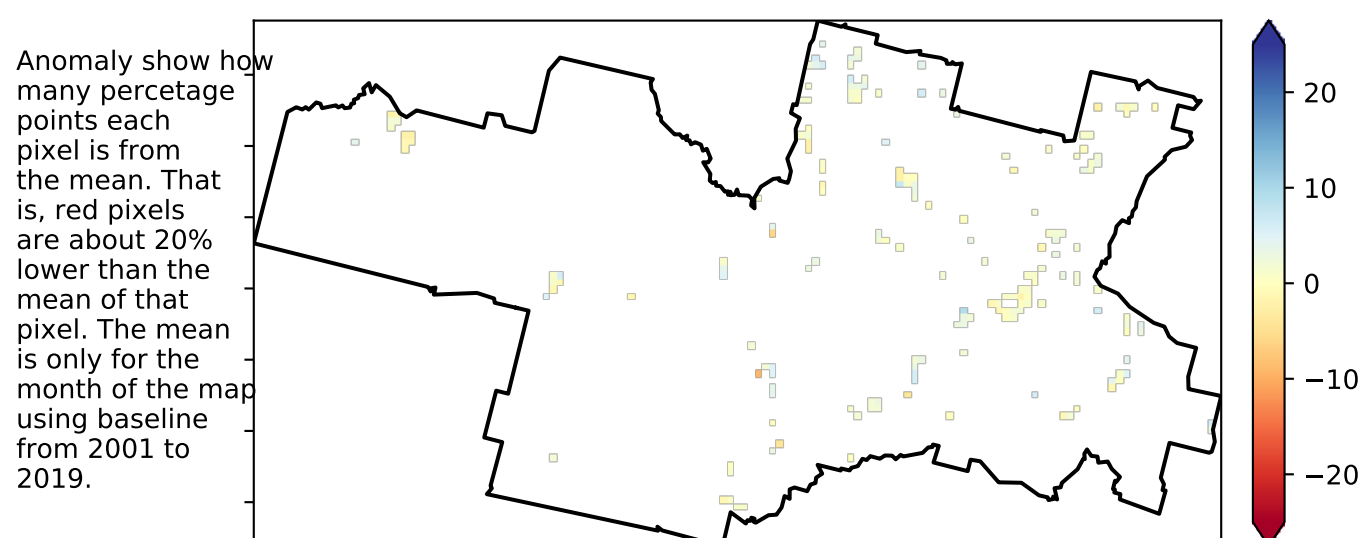 Anomaly show how
many percetage
points each
pixel is from
the mean. That
is, red pixels
are about 20%
lower than the
mean of that
pixel. The mean
is only for the
month of the map
using baseline
from 2001 to
2019.
20
10
0
−10
−20